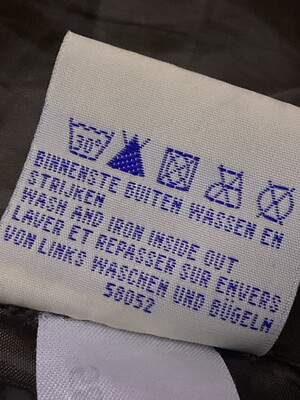 30?
BINNENSTE BUITEN WASSEN EN
STRIJKEN
WASH AND IRON INSIDE OUT
LAVER ET REPASSER SUR ENVERS
VON LINKS WASCHEN UND BÜGELN
58052